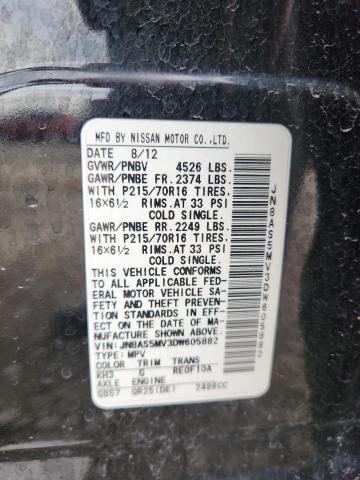 MFD BY NISSAN MOTOR CO.,LTD.
DATE 8/12
GVWR/PNBV 4526 LBS.
GAWR/PNBE FR. 2374 LBS.
WITH P215/70R16 TIRES,
16X6½ RIMS.AT 33 PSI
COLD SINGLE.
GAWR/PNBE RR. 2249 LBS.
WITH P215/70R16 TIRES,
16X6½ RIMS.AT 33 PSI
COLD SINGLE.
THIS VEHICLE CONFORMS
TO ALL APPLICABLE FED-
ERAL MOTOR VEHICLE SA-
FETY AND THEFT PREVEN-
TION STANDARDS IN EFF-
ECT ON THE DATE OF MA-
NUFACTURE SHOWN ABOVE.
VIN:JN8AS5MV3DW605882
TYPE: MPV
COLOR TRIM TRANS
KH3 G RE0F10A
AXLE ENGINE
GB57 QR25(DE) 2488CC
JN8AS5MV3DW605882